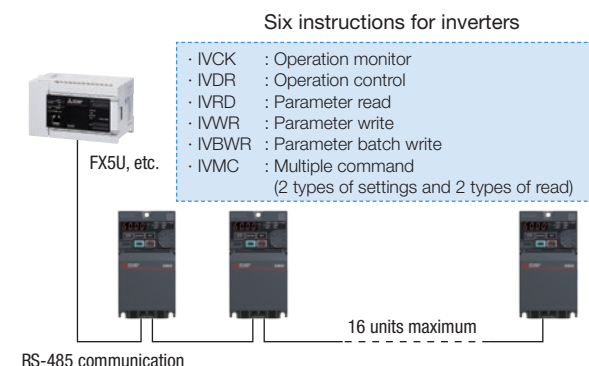 Six instructions for inverters
· IVCK : Operation monitor
· IVDR : Operation control
· IVRD : Parameter read
· IVWR : Parameter write
· IVBWR : Parameter batch write
· IVMC : Multiple command
(2 types of settings and 2 types of read)
FX5U, etc.
16 units maximum
RS-485 communication